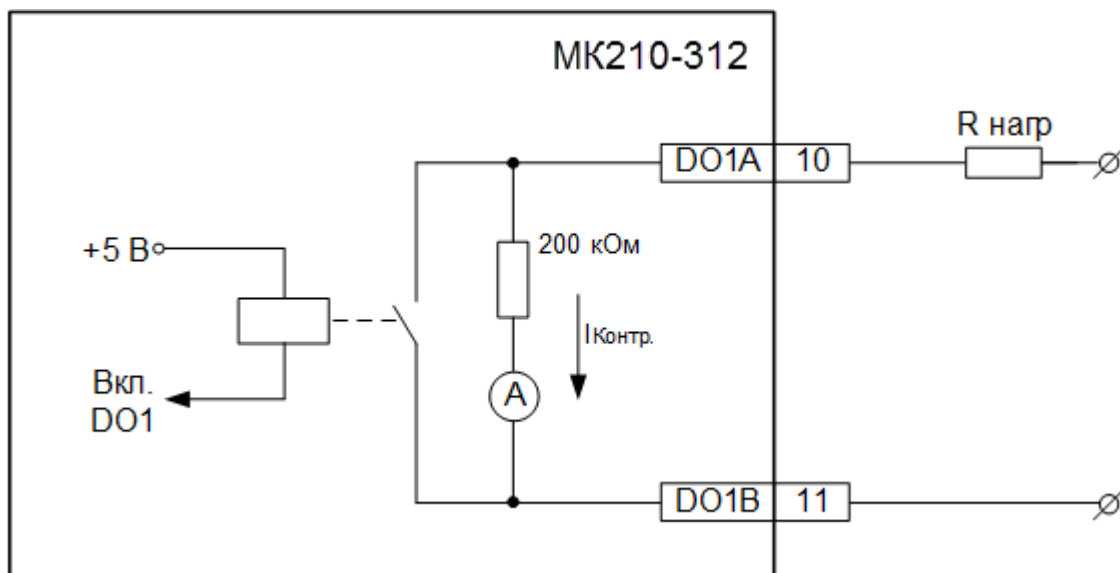 МК210-312
R нагр
DO1A
10
200 кОм
+5 В
Iконтр.
Вкл.
DO1
A
DO1B
11